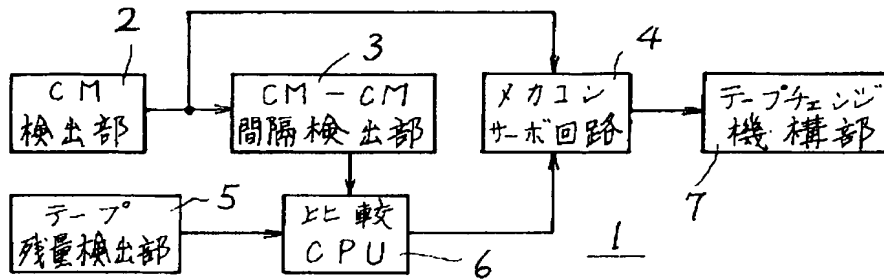 2
CM
検出部
3
CM-CM
間隔検出部
4
メカコン
サーボ回路
テープチェンジ
機構部
7
テープ
残量検出部
5
比較
CPU
6
1